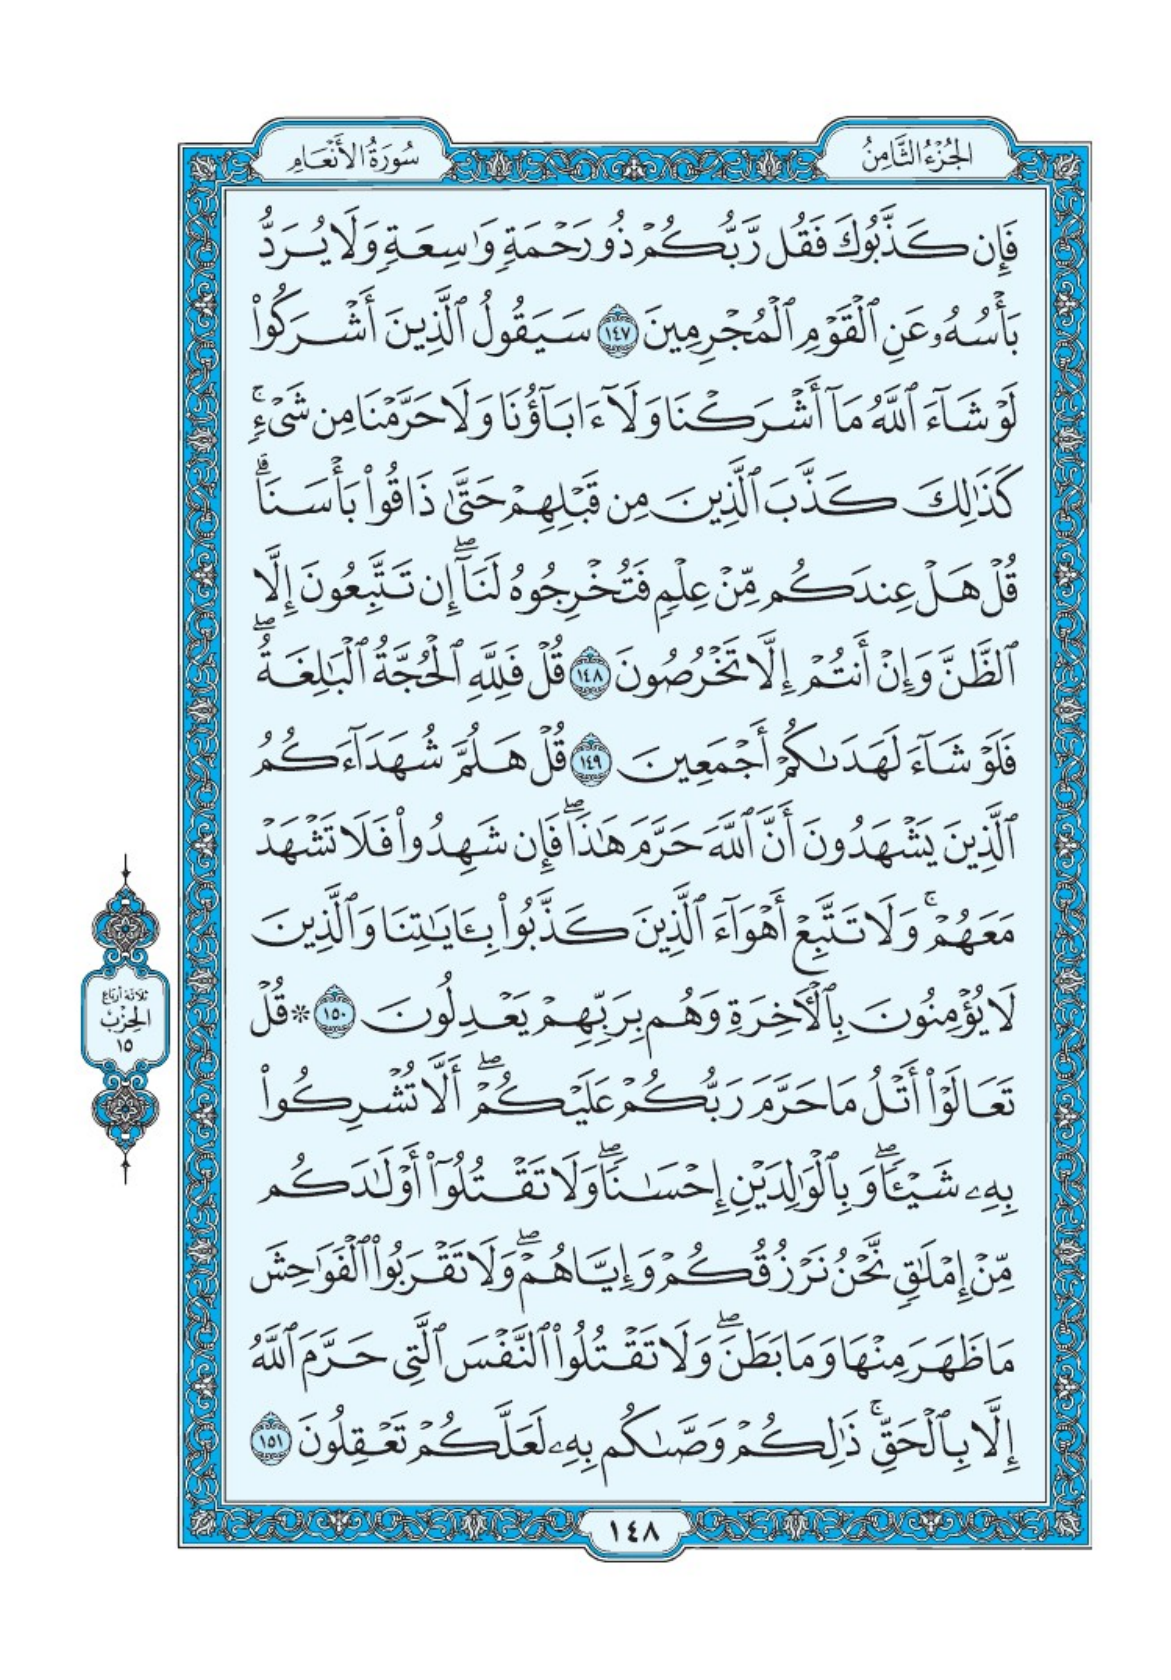 الجُزْءُ الثَّامِنُ
سُورَةُ الأَنْعَامِ
فَإِن كَذَّبُوكَ فَقُل رَّبُّكُمْ ذُو رَحْمَةٍ وَٰسِعَةٍ وَلَا يُرَدُّ
بَأْسُهُۥ عَنِ ٱلْقَوْمِ ٱلْمُجْرِمِينَ ١٤٧ سَيَقُولُ ٱلَّذِينَ أَشْرَكُوا۟
لَوْ شَآءَ ٱللَّهُ مَآ أَشْرَكْنَا وَلَآ ءَابَآؤُنَا وَلَا حَرَّمْنَا مِن شَىْءٍۚ
كَذَٰلِكَ كَذَّبَ ٱلَّذِينَ مِن قَبْلِهِمْ حَتَّىٰ ذَاقُوا۟ بَأْسَنَاۗ
قُلْ هَلْ عِندَكُم مِّنْ عِلْمٍ فَتُخْرِجُوهُ لَنَآۖ إِن تَتَّبِعُونَ إِلَّا
ٱلظَّنَّ وَإِنْ أَنتُمْ إِلَّا تَخْرُصُونَ ١٤٨ قُلْ فَلِلَّهِ ٱلْحُجَّةُ ٱلْبَٰلِغَةُۖ
فَلَوْ شَآءَ لَهَدَىٰكُمْ أَجْمَعِينَ ١٤٩ قُلْ هَلُمَّ شُهَدَآءَكُمُ
ٱلَّذِينَ يَشْهَدُونَ أَنَّ ٱللَّهَ حَرَّمَ هَٰذَاۖ فَإِن شَهِدُوا۟ فَلَا تَشْهَدْ
مَعَهُمْۚ وَلَا تَتَّبِعْ أَهْوَآءَ ٱلَّذِينَ كَذَّبُوا۟ بِـَٔايَٰتِنَا وَٱلَّذِينَ
لَا يُؤْمِنُونَ بِٱلْءَاخِرَةِ وَهُم بِرَبِّهِمْ يَعْدِلُونَ ١٥٠ ۞ قُلْ
تَعَالَوْا۟ أَتْلُ مَا حَرَّمَ رَبُّكُمْ عَلَيْكُمْۖ أَلَّا تُشْرِكُوا۟
بِهِۦ شَيْـًٔاۖ وَبِٱلْوَٰلِدَيْنِ إِحْسَٰنًاۖ وَلَا تَقْتُلُوٓا۟ أَوْلَٰدَكُم
مِّنْ إِمْلَٰقٍ نَّحْنُ نَرْزُقُكُمْ وَإِيَّاهُمْۖ وَلَا تَقْرَبُوا۟ ٱلْفَوَٰحِشَ
مَا ظَهَرَ مِنْهَا وَمَا بَطَنَۖ وَلَا تَقْتُلُوا۟ ٱلنَّفْسَ ٱلَّتِى حَرَّمَ ٱللَّهُ
إِلَّا بِٱلْحَقِّۚ ذَٰلِكُمْ وَصَّىٰكُم بِهِۦ لَعَلَّكُمْ تَعْقِلُونَ ١٥١
ثلاثة أرباع
الحِزْبْ
١٥
١٤٨